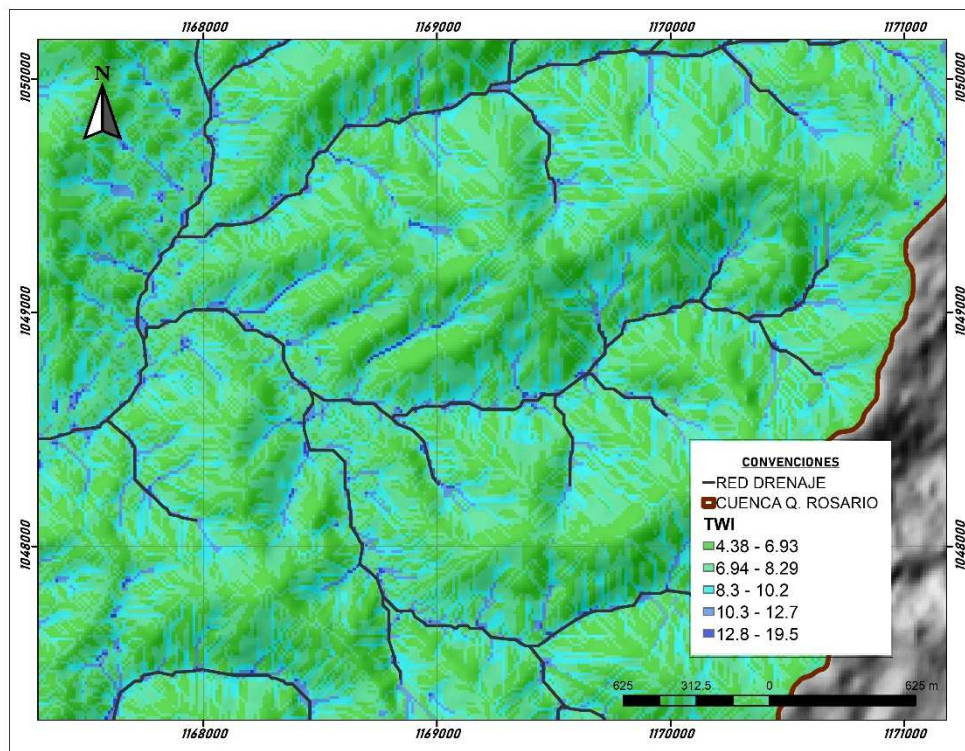 1168000 1169000 1170000 1171000
1050000 1050000
N
1049000 1049000
CONVENCIONES
RED DRENAJE
CUENCA Q. ROSARIO
TWI
4.38 - 6.93
6.94 - 8.29
8.3 - 10.2
10.3 - 12.7
12.8 - 19.5
1048000 1048000
625 312.5 0 625 m
1168000 1169000 1170000 1171000